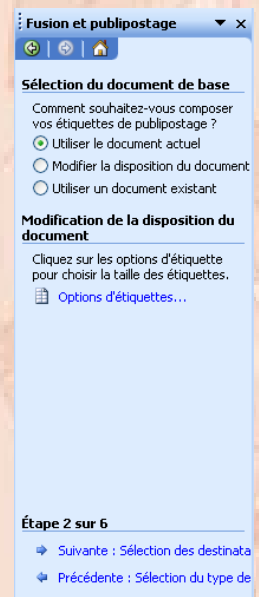 Fusion et publipostage
Sélection du document de base
Comment souhaitez-vous composer
vos étiquettes de publipostage ?
Utiliser le document actuel
Modifier la disposition du document
Utiliser un document existant
Modification de la disposition du
document
Cliquez sur les options d'étiquette
pour choisir la taille des étiquettes.
Options d'étiquettes...
Étape 2 sur 6
Suivante : Sélection des destinata
Précédente : Sélection du type de